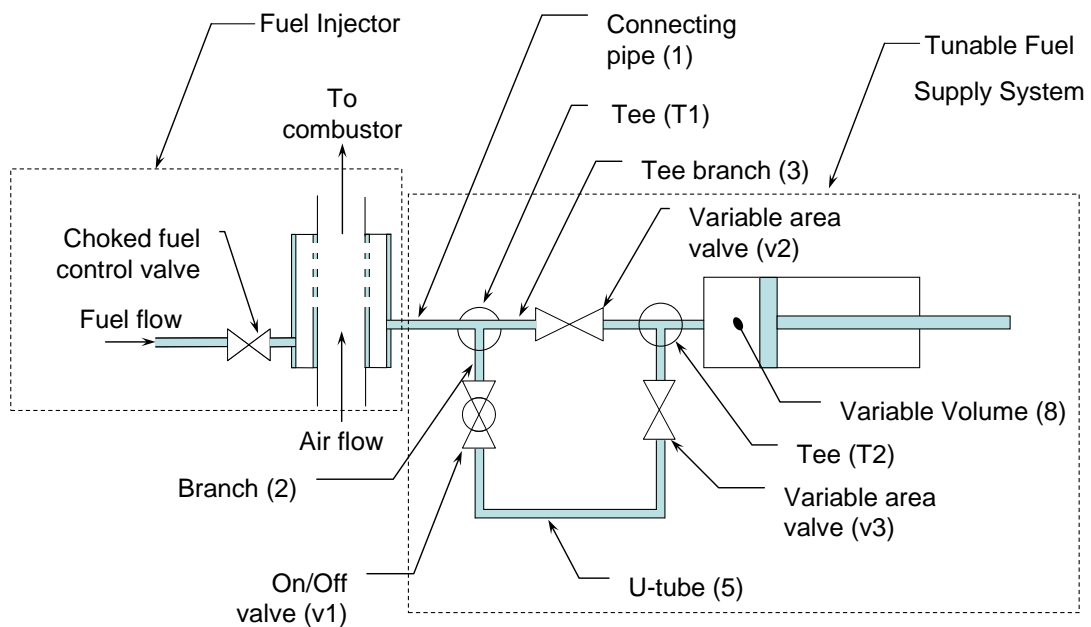 Fuel Injector
Connecting
pipe (1)
Tunable Fuel
Supply System
To
combustor
Tee (T1)
Tee branch (3)
Variable area
valve (v2)
Choked fuel
control valve
Fuel flow
Air flow
Variable Volume (8)
Tee (T2)
Branch (2)
Variable area
valve (v3)
On/Off
valve (v1)
U-tube (5)